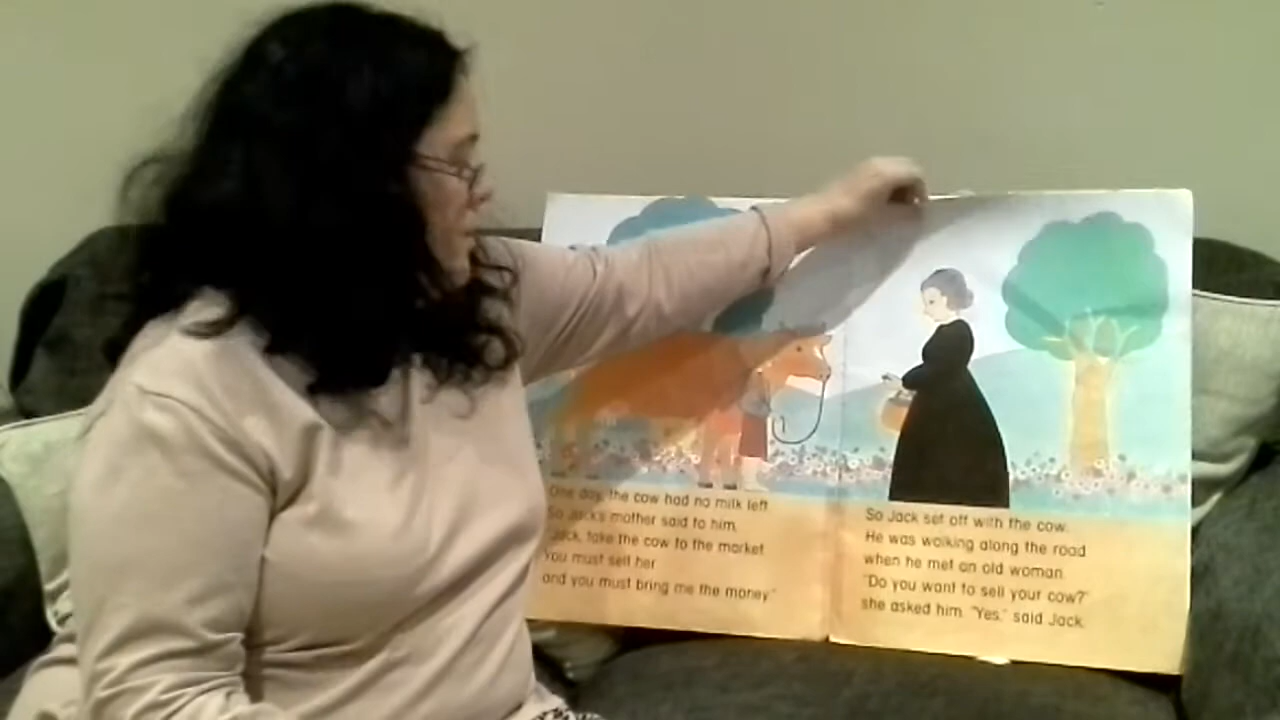 One day, the cow had no milk left.
So Jack's mother said to him,
"Jack, take the cow to the market.
You must sell her
and you must bring me the money."
So Jack set off with the cow.
He was walking along the road
when he met an old woman.
"Do you want to sell your cow?"
she asked him. "Yes," said Jack.